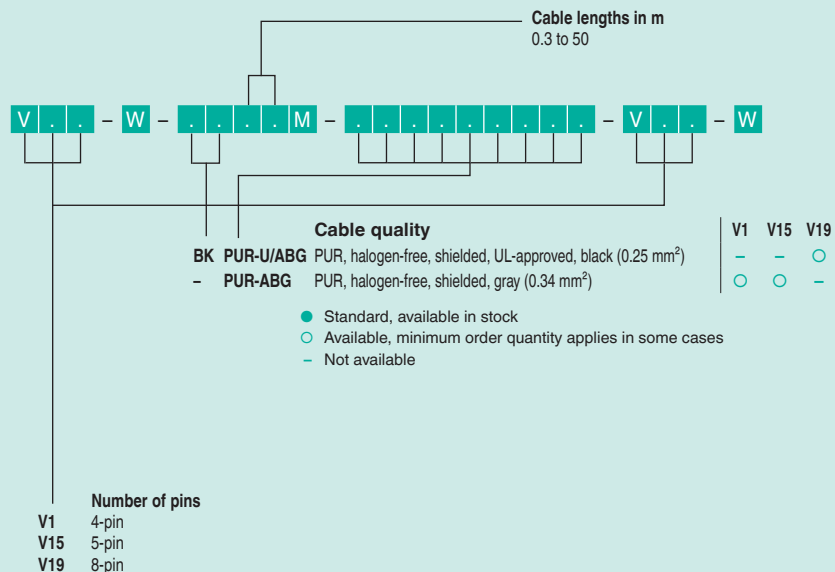 Cable lengths in m
0.3 to 50
V . . – W – . . . . M – . . . . . . . . . – V . . – W
Cable quality V1 V15 V19
BK PUR-U/ABG PUR, halogen-free, shielded, UL-approved, black (0.25 mm²) – – ○
– PUR-ABG PUR, halogen-free, shielded, gray (0.34 mm²) ○ ○ –
● Standard, available in stock
○ Available, minimum order quantity applies in some cases
– Not available
Number of pins
V1 4-pin
V15 5-pin
V19 8-pin